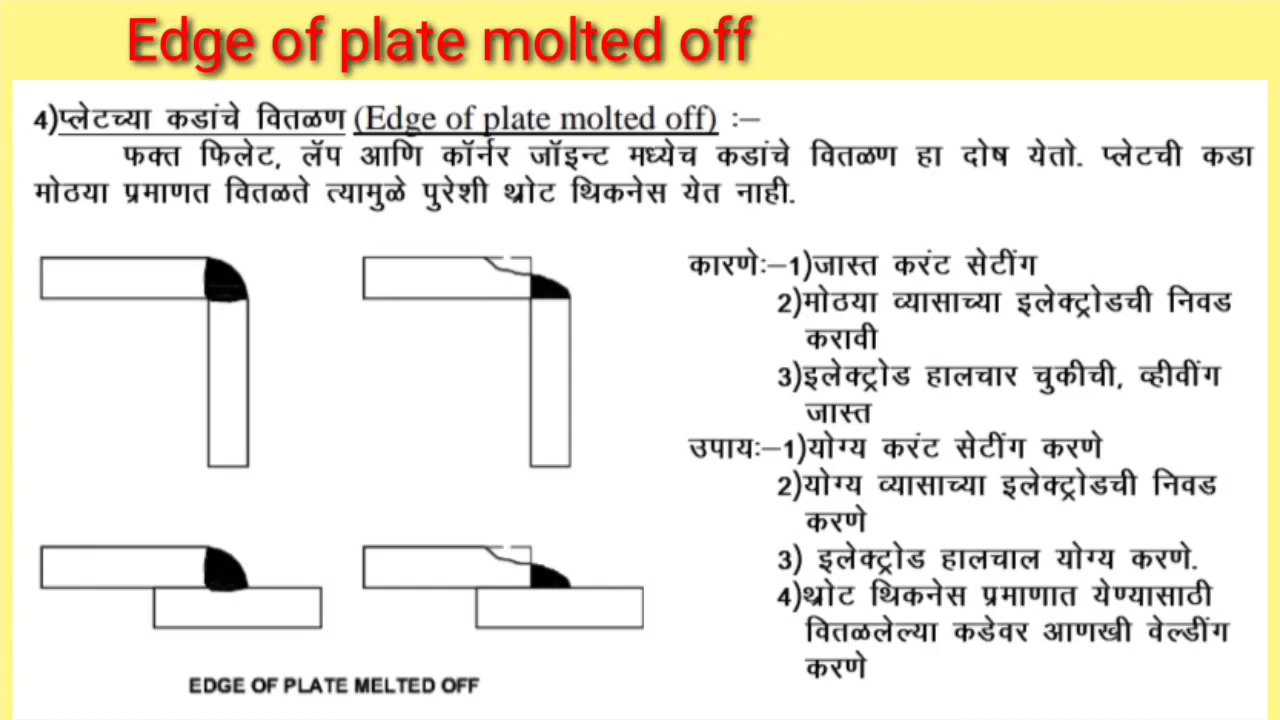 Edge of plate molted off
4)प्लेटच्या कडांचे वितळण (Edge of plate molted off) :–
फक्त फिलेट, लॅप आणि कॉर्नर जॉइन्ट मध्येच कडांचे वितळण हा दोष येतो. प्लेटची कडा
मोठया प्रमाणत वितळते त्यामुळे पुरेशी थ्रोट थिकनेस येत नाही.
कारणेः–1)जास्त करंट सेटींग
2)मोठया व्यासाच्या इलेक्ट्रोडची निवड
करावी
3)इलेक्ट्रोड हालचार चुकीची, व्हीवींग
जास्त
उपायः–1)योग्य करंट सेटींग करणे
2)योग्य व्यासाच्या इलेक्ट्रोडची निवड
करणे
3) इलेक्ट्रोड हालचाल योग्य करणे.
4)थ्रोट थिकनेस प्रमाणात येण्यासाठी
वितळलेल्या कडेवर आणखी वेल्डींग
करणे
EDGE OF PLATE MELTED OFF